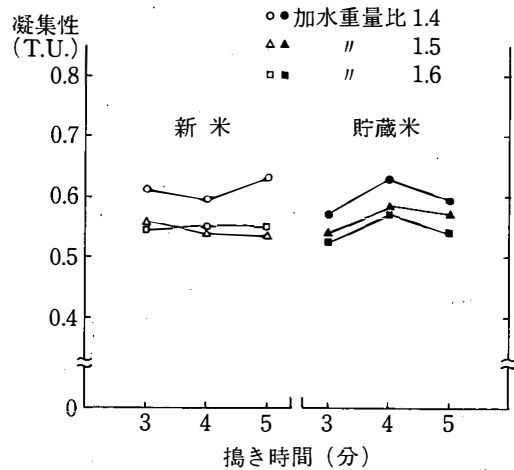 凝集性
(T.U.)
○●加水重量比 1.4
△▲ 〃 1.5
□■ 〃 1.6
0.8
0.7
0.6
0.5
0.4
0
新 米
貯蔵米
3 4 5 3 4 5
搗き時間（分）